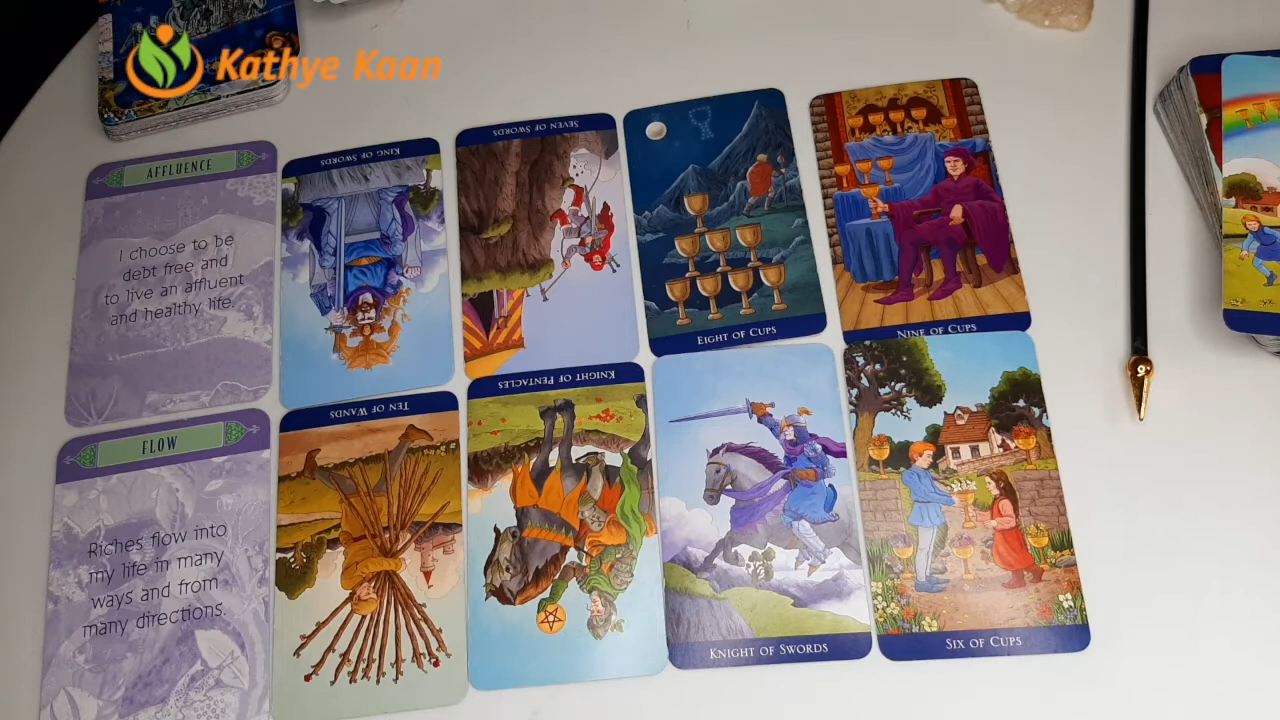 Kathye Kaan
AFFLUENCE
I choose to be
debt free and
to live an affluent
and healthy life.
KING OF SWORDS
SEVEN OF SWORDS
EIGHT OF CUPS
NINE OF CUPS
FLOW
Riches flow into
my life in many
ways and from
many directions.
TEN OF WANDS
KNIGHT OF PENTACLES
KNIGHT OF SWORDS
SIX OF CUPS